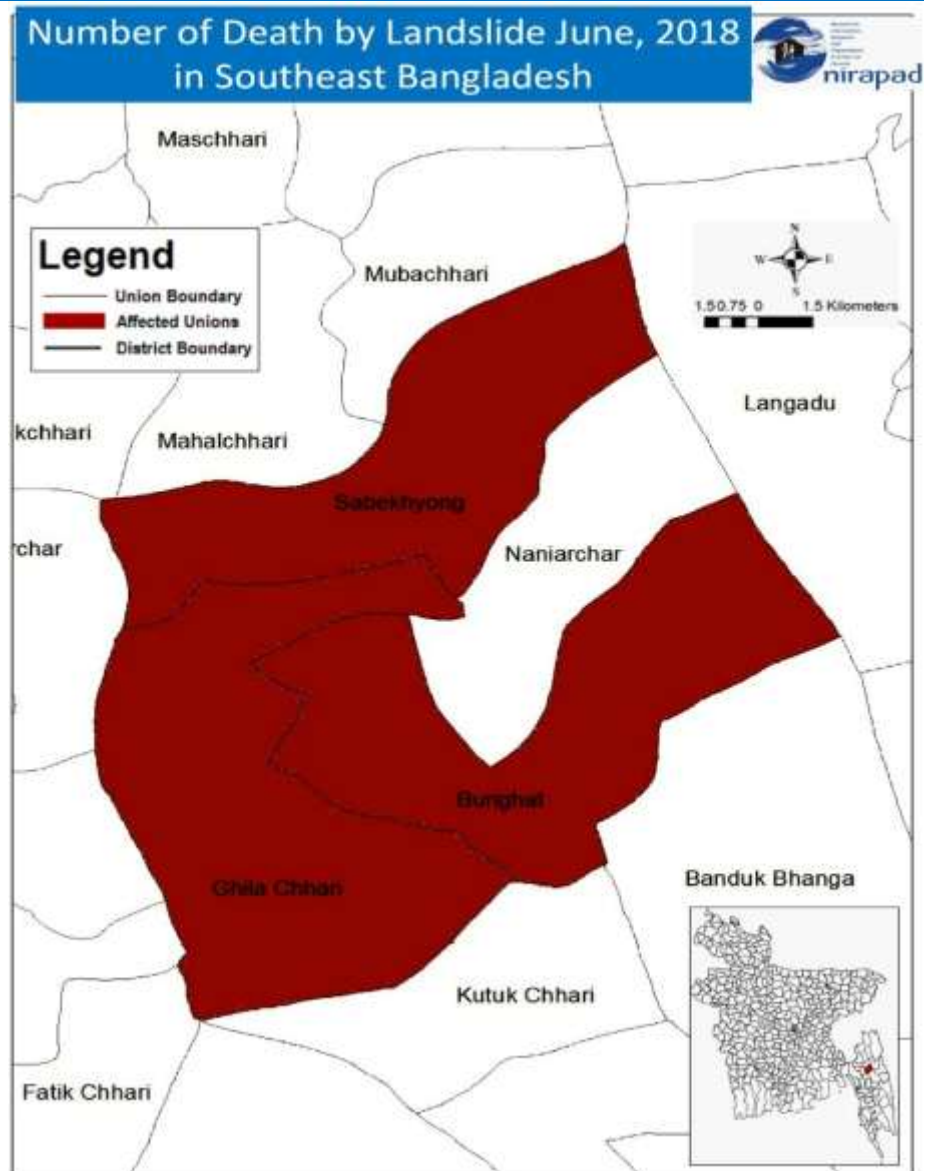 Number of Death by Landslide June, 2018
in Southeast Bangladesh
nirapad
Maschhari
Legend
Union Boundary
Affected Unions
District Boundary
Mubachhari
N
W E
S
1.50.75 0 1.5 Kilometers
Langadu
kchhari
Mahalchhari
Sabekhyong
rchar
Naniarchar
Burighat
Ghila Chhari
Banduk Bhanga
Kutuk Chhari
Fatik Chhari